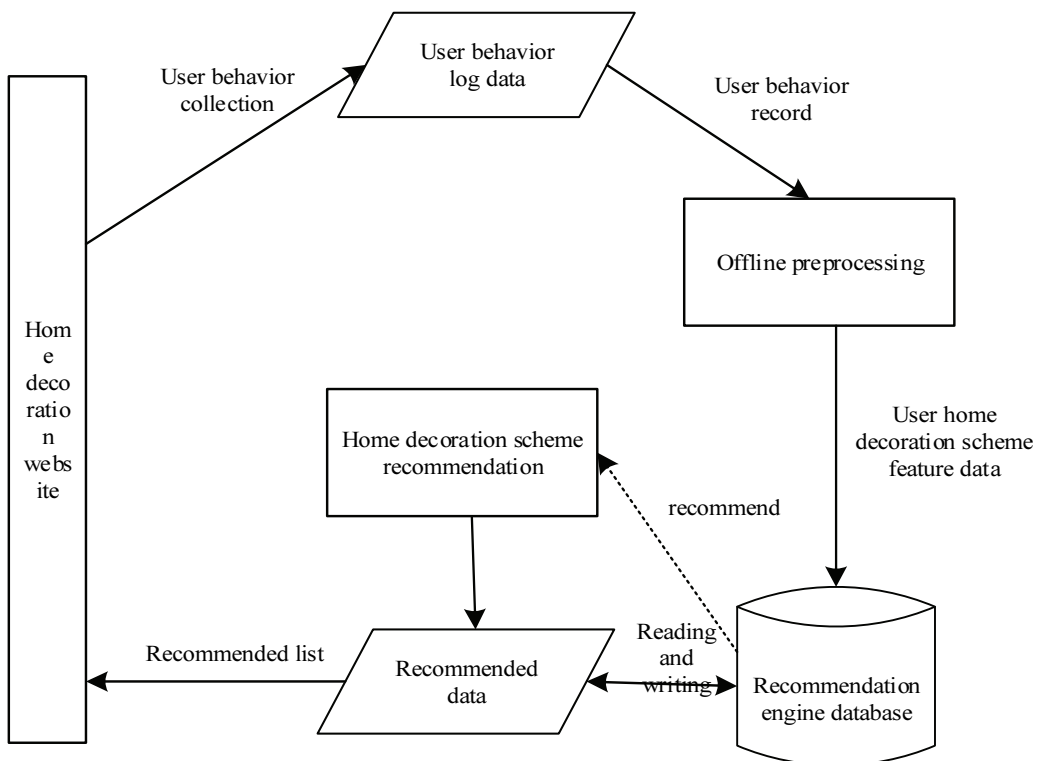 User behavior
log data
User behavior
collection
User behavior
record
Offline preprocessing
Hom
e
deco
ratio
n
webs
ite
Home decoration scheme
recommendation
User home
decoration scheme
feature data
recommend
Recommended list
Recommended
data
Reading
and
writing
Recommendation
engine database